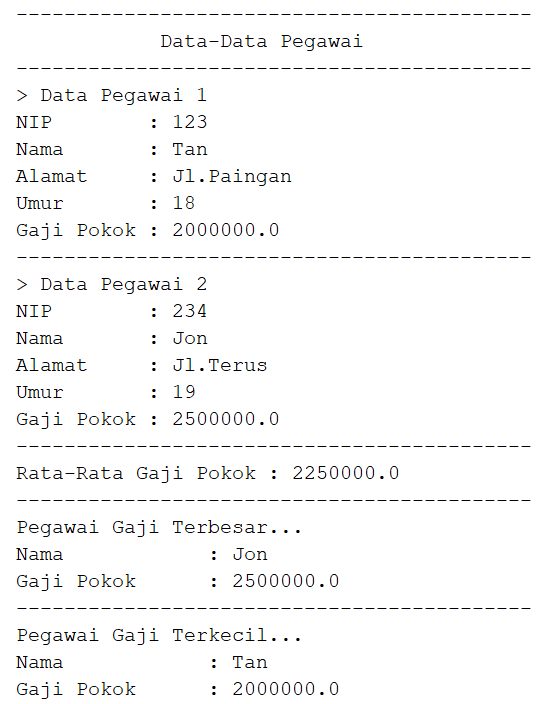 -------------------------------------------
            Data-Data Pegawai
-------------------------------------------
> Data Pegawai 1
NIP        : 123
Nama       : Tan
Alamat     : Jl.Paingan
Umur       : 18
Gaji Pokok : 2000000.0
-------------------------------------------
> Data Pegawai 2
NIP        : 234
Nama       : Jon
Alamat     : Jl.Terus
Umur       : 19
Gaji Pokok : 2500000.0
-------------------------------------------
Rata-Rata Gaji Pokok : 2250000.0
-------------------------------------------
Pegawai Gaji Terbesar...
Nama            : Jon
Gaji Pokok      : 2500000.0
-------------------------------------------
Pegawai Gaji Terkecil...
Nama            : Tan
Gaji Pokok      : 2000000.0